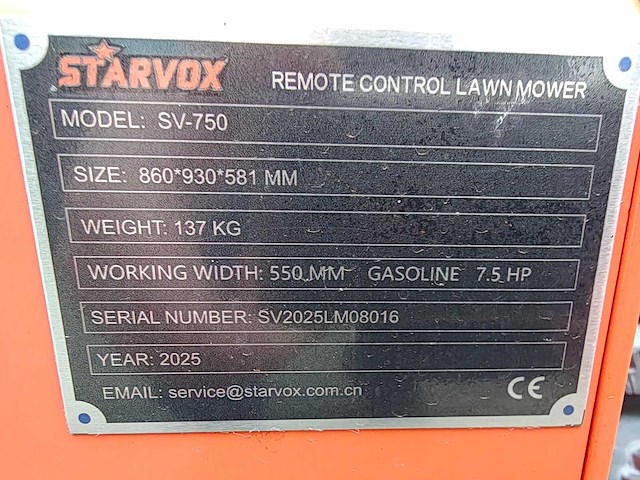 STARVOX
REMOTE CONTROL LAWN MOWER
MODEL: SV-750
SIZE: 860*930*581 MM
WEIGHT: 137 KG
WORKING WIDTH: 550 MM GASOLINE 7.5 HP
SERIAL NUMBER: SV2025LM08016
YEAR: 2025
EMAIL: service@starvox.com.cn
CE